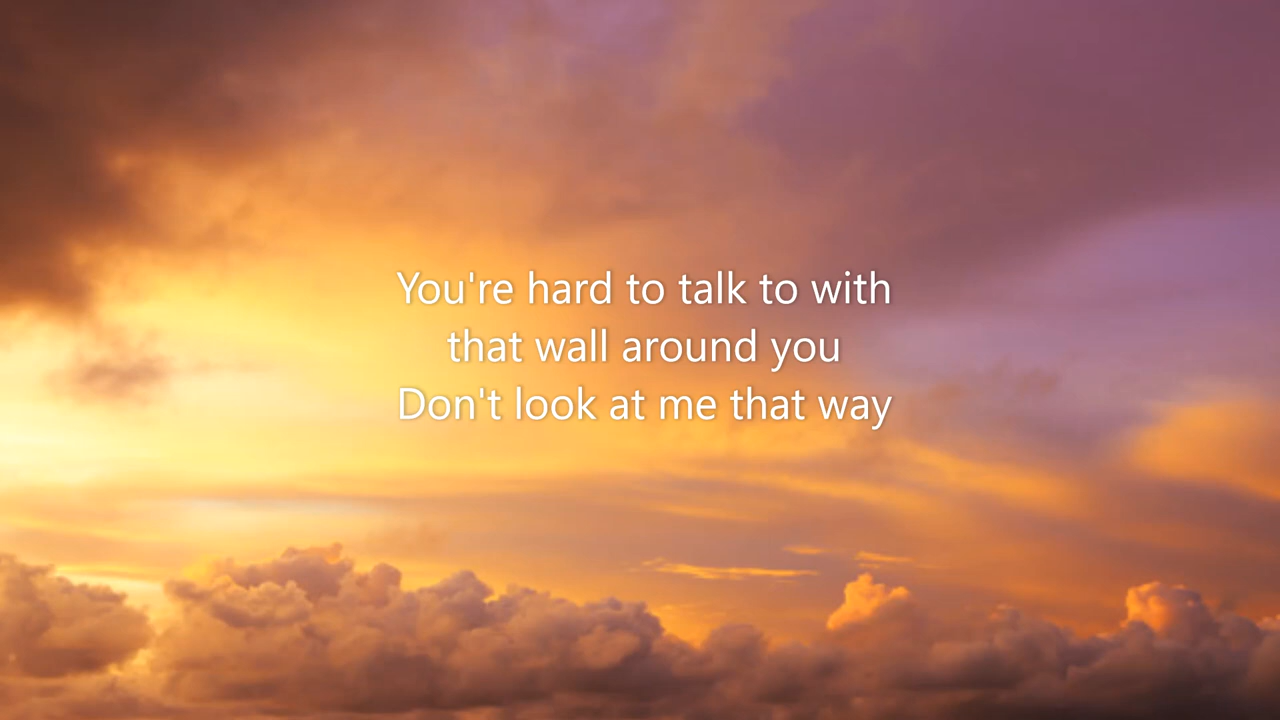 You're hard to talk to with
that wall around you
Don't look at me that way